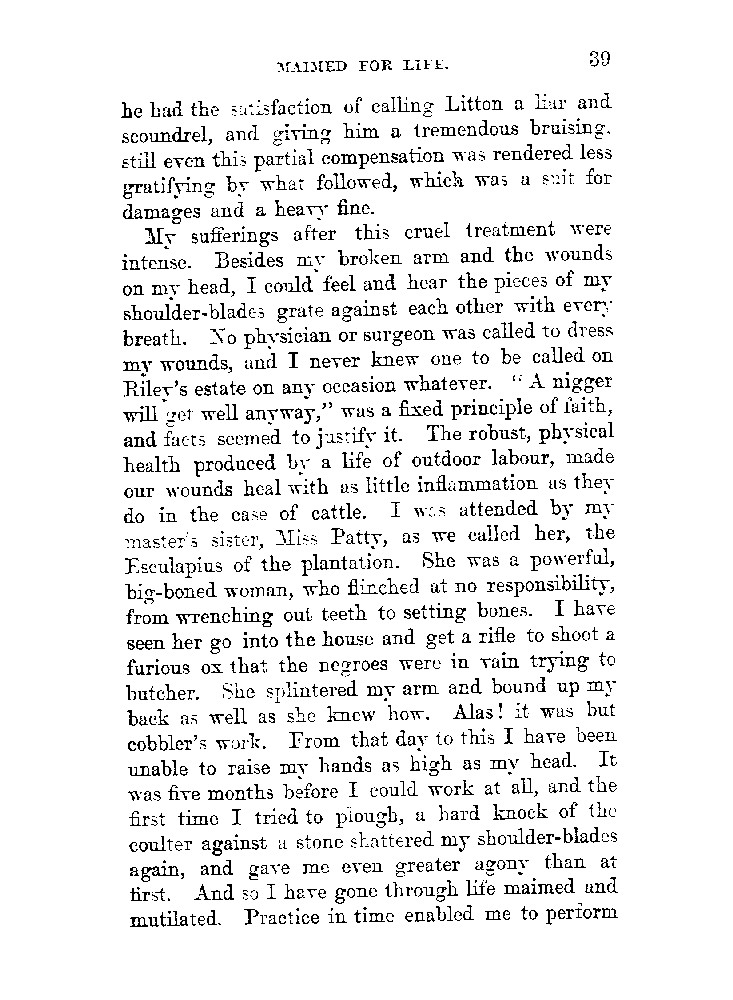 MAIMED FOR LIFE. 39
he had the satisfaction of calling Litton a liar and
scoundrel, and giving him a tremendous bruising,
still even this partial compensation was rendered less
gratifying by what followed, which was a suit for
damages and a heavy fine.
My sufferings after this cruel treatment were
intense. Besides my broken arm and the wounds
on my head, I could feel and hear the pieces of my
shoulder-blades grate against each other with every
breath. No physician or surgeon was called to dress
my wounds, and I never knew one to be called on
Riley's estate on any occasion whatever. "A nigger
will get well anyway," was a fixed principle of faith,
and facts seemed to justify it. The robust, physical
health produced by a life of outdoor labour, made
our wounds heal with as little inflammation as they
do in the case of cattle. I was attended by my
master's sister, Miss Patty, as we called her, the
Esculapius of the plantation. She was a powerful,
big-boned woman, who flinched at no responsibility,
from wrenching out teeth to setting bones. I have
seen her go into the house and get a rifle to shoot a
furious ox that the negroes were in vain trying to
butcher. She splintered my arm and bound up my
back as well as she knew how. Alas! it was but
cobbler's work. From that day to this I have been
unable to raise my hands as high as my head. It
was five months before I could work at all, and the
first time I tried to plough, a hard knock of the
coulter against a stone shattered my shoulder-blades
again, and gave me even greater agony than at
first. And so I have gone through life maimed and
mutilated. Practice in time enabled me to perform